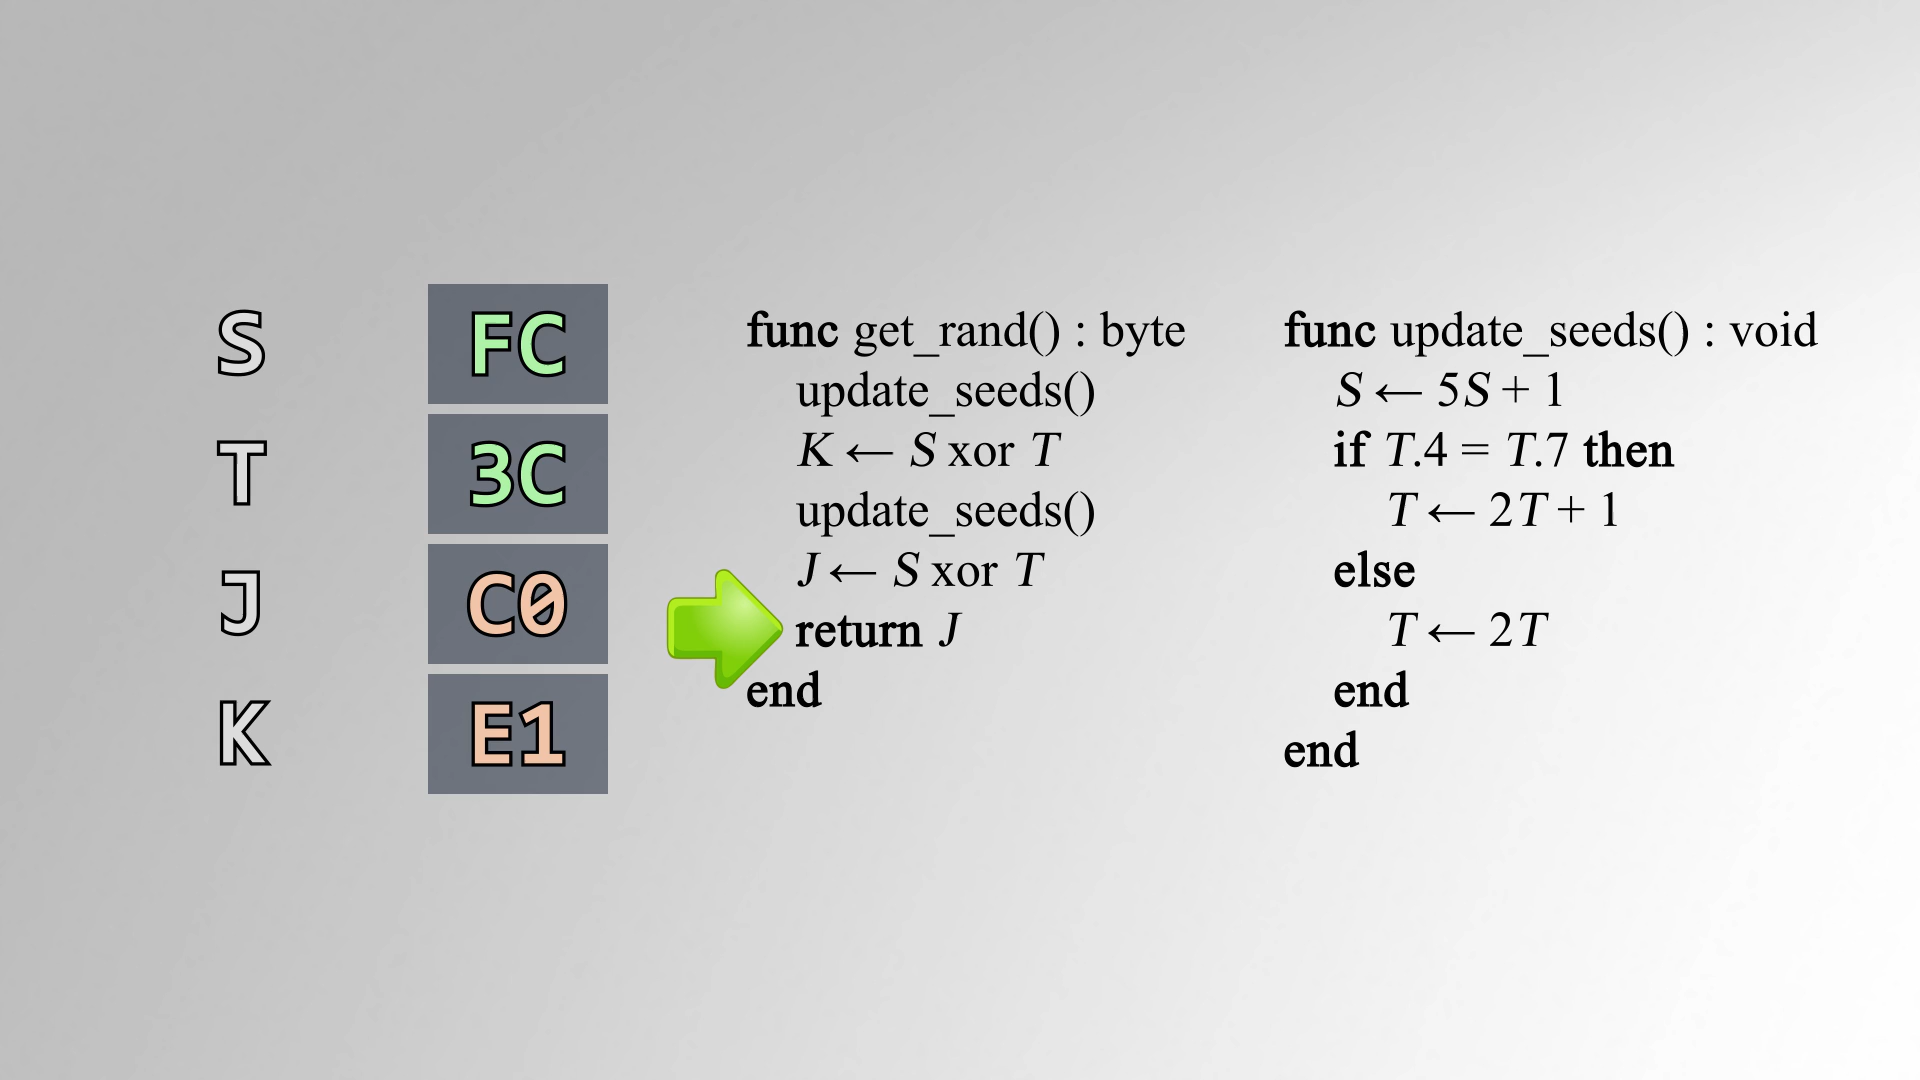 S FC
T 3C
J C0
K E1
func get_rand() : byte
update_seeds()
K ← S xor T
update_seeds()
J ← S xor T
return J
end
func update_seeds() : void
S ← 5S + 1
if T.4 = T.7 then
T ← 2T + 1
else
T ← 2T
end
end